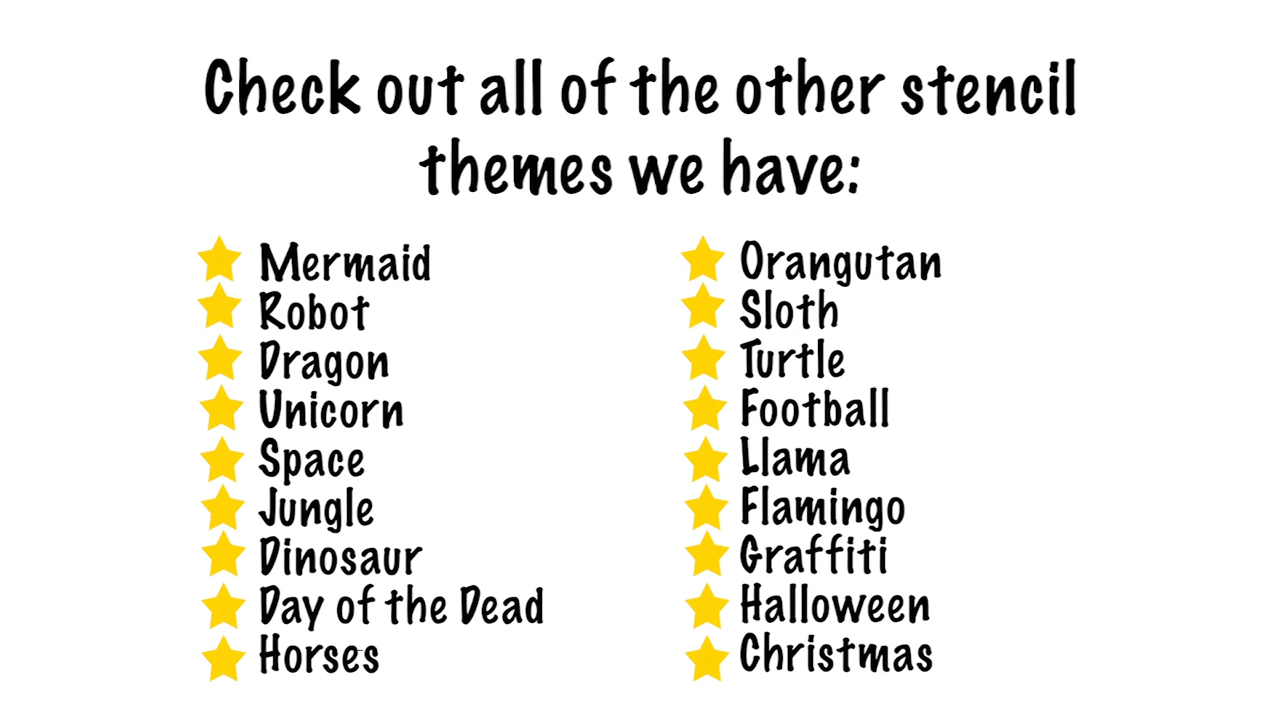 Check out all of the other stencil
themes we have:
Mermaid
Robot
Dragon
Unicorn
Space
Jungle
Dinosaur
Day of the Dead
Horses
Orangutan
Sloth
Turtle
Football
Llama
Flamingo
Graffiti
Halloween
Christmas